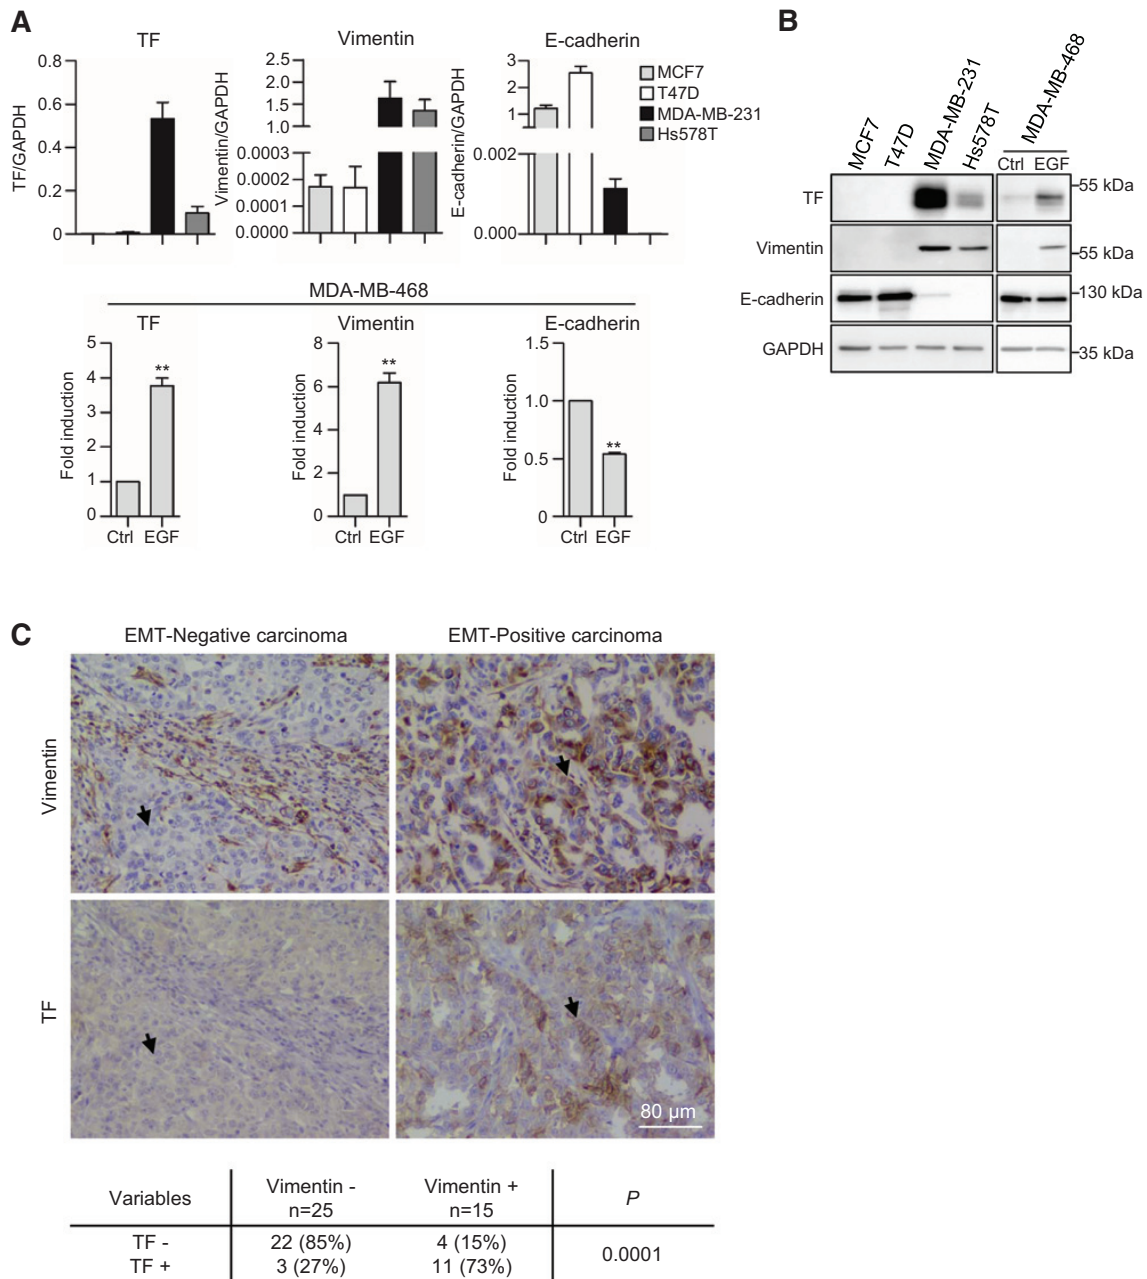 A
TF
Vimentin
E-cadherin
TF/GAPDH
0.8
0.6
0.4
0.2
0
Vimentin/GAPDH
2.5
2.0
1.5
1.0
0.0003
0.0002
0.0001
0.0000
E-cadherin/GAPDH
3
2
1
0.002
0.000
MCF7
T47D
MDA-MB-231
Hs578T
MDA-MB-468
TF
Vimentin
E-cadherin
Fold induction
5
4
3
2
1
0
Ctrl EGF
Fold induction
8
6
4
2
0
Ctrl EGF
Fold induction
1.5
1.0
0.5
0
Ctrl EGF
**
**
**
B
MCF7
T47D
MDA-MB-231
Hs578T
MDA-MB-468
Ctrl EGF
TF
55 kDa
Vimentin
55 kDa
E-cadherin
130 kDa
GAPDH
35 kDa
C
EMT-Negative carcinoma
EMT-Positive carcinoma
Vimentin
TF
80 µm
Variables
Vimentin -
n=25
Vimentin +
n=15
P
TF - 22 (85%) 4 (15%)
TF + 3 (27%) 11 (73%)
0.0001